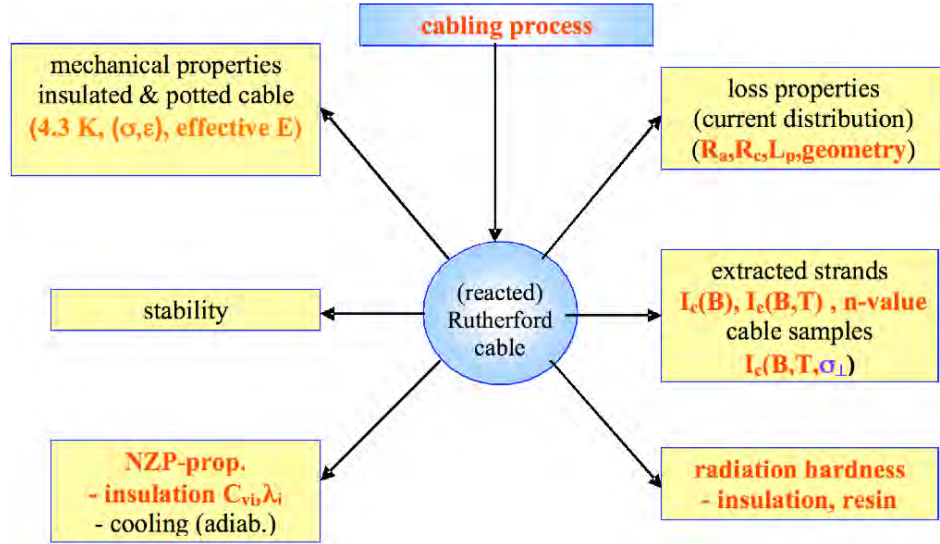 cabling process
mechanical properties
insulated & potted cable
(4.3 K, (σ,ε), effective E)
loss properties
(current distribution)
(Ra,Rc,Lp,geometry)
(reacted)
Rutherford
cable
stability
extracted strands
Ic(B), Ic(B,T) , n-value
cable samples
Ic(B,T,σ⊥)
NZP-prop.
- insulation Cvi,λi
- cooling (adiab.)
radiation hardness
- insulation, resin